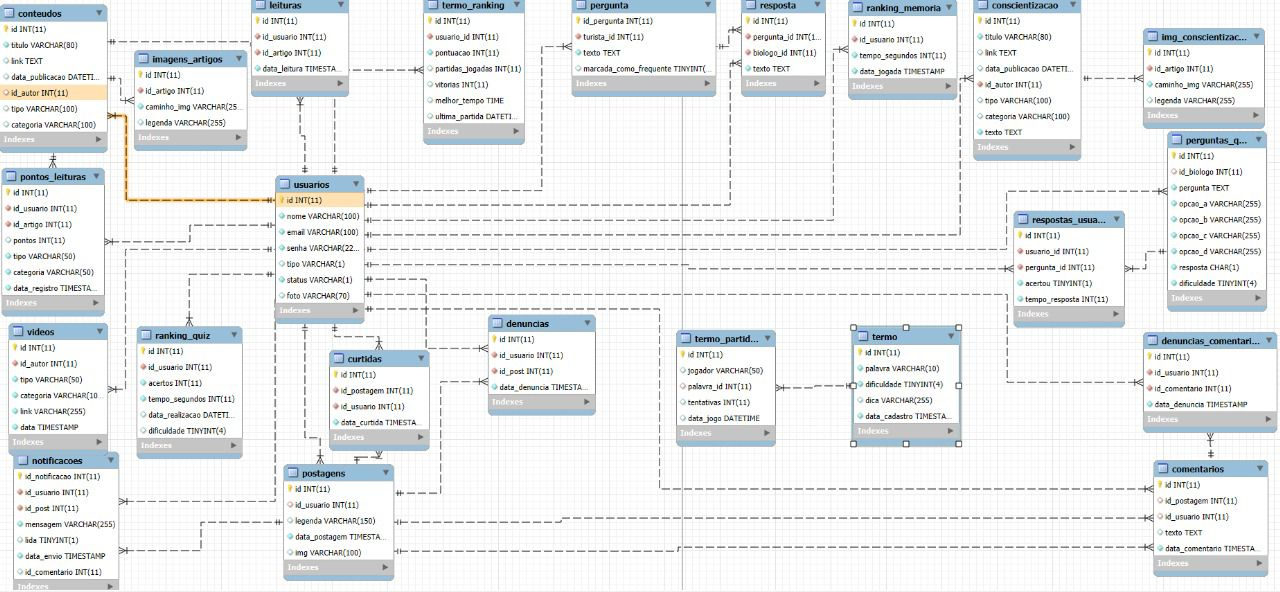 conteudos
id INT(11)
titulo VARCHAR(80)
link TEXT
data_publicacao DATETI...
id_autor INT(11)
tipo VARCHAR(100)
categoria VARCHAR(100)
Indexes
imagens_artigos
id INT(11)
id_artigo INT(11)
caminho_img VARCHAR(25...
legenda VARCHAR(255)
Indexes
leituras
id INT(11)
id_usuario INT(11)
id_artigo INT(11)
data_leitura TIMESTA...
Indexes
termo_ranking
id INT(11)
usuario_id INT(11)
pontuacao INT(11)
partidas_jogadas INT(11)
vitorias INT(11)
melhor_tempo TIME
ultima_partida DATETI...
Indexes
pergunta
id_pergunta INT(11)
turista_id INT(11)
texto TEXT
marcada_como_frequente TINYINT(...
Indexes
resposta
id INT(11)
pergunta_id INT(1...
biologo_id INT(11)
texto TEXT
Indexes
ranking_memoria
id INT(11)
id_usuario INT(11)
tempo_segundos INT(11)
data_jogada TIMESTAMP
Indexes
conscientizacao
id INT(11)
titulo VARCHAR(80)
link TEXT
data_publicacao DATETI...
id_autor INT(11)
tipo VARCHAR(100)
categoria VARCHAR(100)
texto TEXT
Indexes
img_conscientizac...
id INT(11)
id_artigo INT(11)
caminho_img VARCHAR(255)
legenda VARCHAR(255)
Indexes
pontos_leituras
id INT(11)
id_usuario INT(11)
id_artigo INT(11)
pontos INT(11)
tipo VARCHAR(50)
categoria VARCHAR(50)
data_registro TIMESTA...
Indexes
usuarios
id INT(11)
nome VARCHAR(100)
email VARCHAR(100)
senha VARCHAR(22...
tipo VARCHAR(1)
status VARCHAR(1)
foto VARCHAR(70)
Indexes
perguntas_q...
id INT(11)
id_biologo INT(11)
pergunta TEXT
opcao_a VARCHAR(255)
opcao_b VARCHAR(255)
opcao_c VARCHAR(255)
opcao_d VARCHAR(255)
resposta CHAR(1)
dificuldade TINYINT(4)
Indexes
respostas_usua...
id INT(11)
usuario_id INT(11)
pergunta_id INT(11)
acertou TINYINT(1)
tempo_resposta INT(11)
Indexes
videos
id INT(11)
id_autor INT(11)
tipo VARCHAR(50)
categoria VARCHAR(10...
link VARCHAR(255)
data TIMESTAMP
Indexes
ranking_quiz
id INT(11)
id_usuario INT(11)
acertos INT(11)
tempo_segundos INT(11)
data_realizacao DATETI...
dificuldade TINYINT(4)
Indexes
curtidas
id INT(11)
id_postagem INT(11)
id_usuario INT(11)
data_curtida TIMESTA...
Indexes
denuncias
id INT(11)
id_usuario INT(11)
id_post INT(11)
data_denuncia TIMESTA...
Indexes
termo_partid...
id INT(11)
jogador VARCHAR(50)
palavra_id INT(11)
tentativas INT(11)
data_jogo DATETIME
Indexes
termo
id INT(11)
palavra VARCHAR(10)
dificuldade TINYINT(4)
dica VARCHAR(255)
data_cadastro TIMESTA...
Indexes
denuncias_comentari...
id INT(11)
id_usuario INT(11)
id_comentario INT(11)
data_denuncia TIMESTAMP
Indexes
notificacoes
id_notificacao INT(11)
id_usuario INT(11)
id_post INT(11)
mensagem VARCHAR(255)
lida TINYINT(1)
data_envio TIMESTAMP
id_comentario INT(11)
Indexes
postagens
id INT(11)
id_usuario INT(11)
legenda VARCHAR(150)
data_postagem TIMESTA...
img VARCHAR(100)
Indexes
comentarios
id INT(11)
id_postagem INT(11)
id_usuario INT(11)
texto TEXT
data_comentario TIMESTA...
Indexes